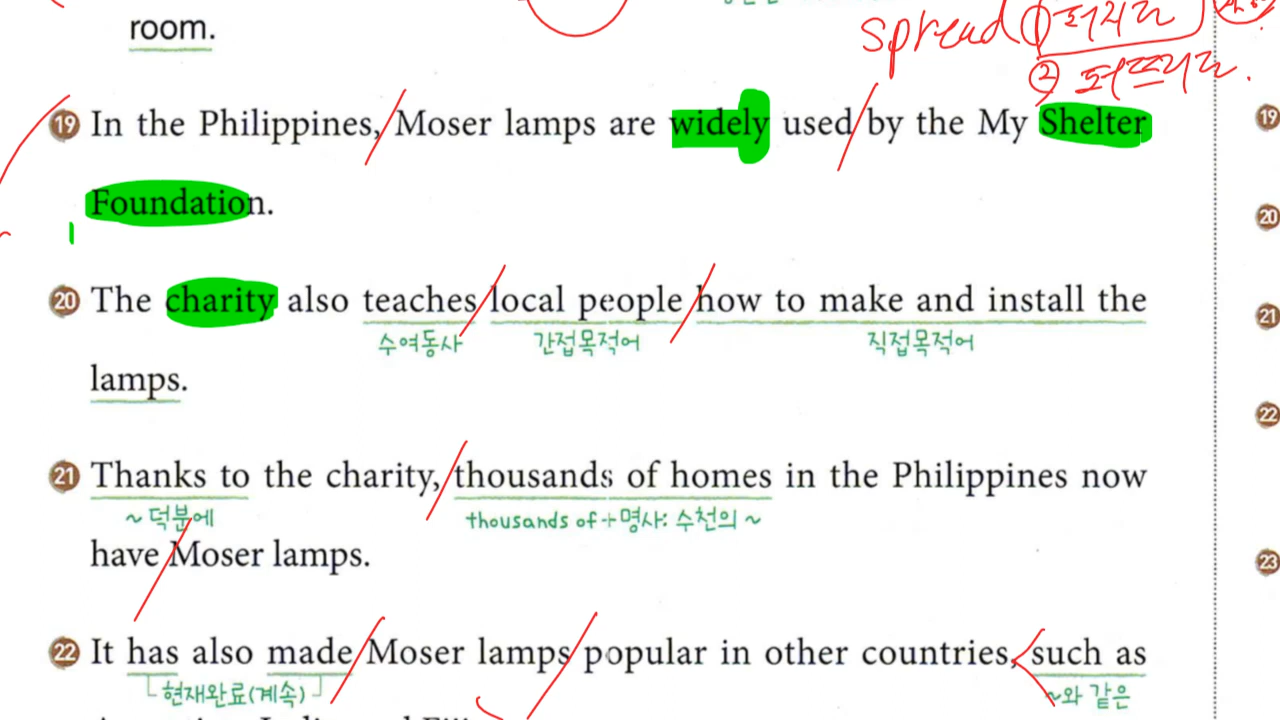 room.
spread ① 퍼지다
② 퍼뜨리다.
19 In the Philippines, Moser lamps are widely used by the My Shelter 19
Foundation.
20
20 The charity also teaches local people how to make and install the 21
수여동사 간접목적어 직접목적어
lamps.
22
21 Thanks to the charity, thousands of homes in the Philippines now
~ 덕분에 thousands of+명사: 수천의 ~
have Moser lamps.
23
22 It has also made Moser lamps popular in other countries, such as
현재완료(계속) ~와 같은